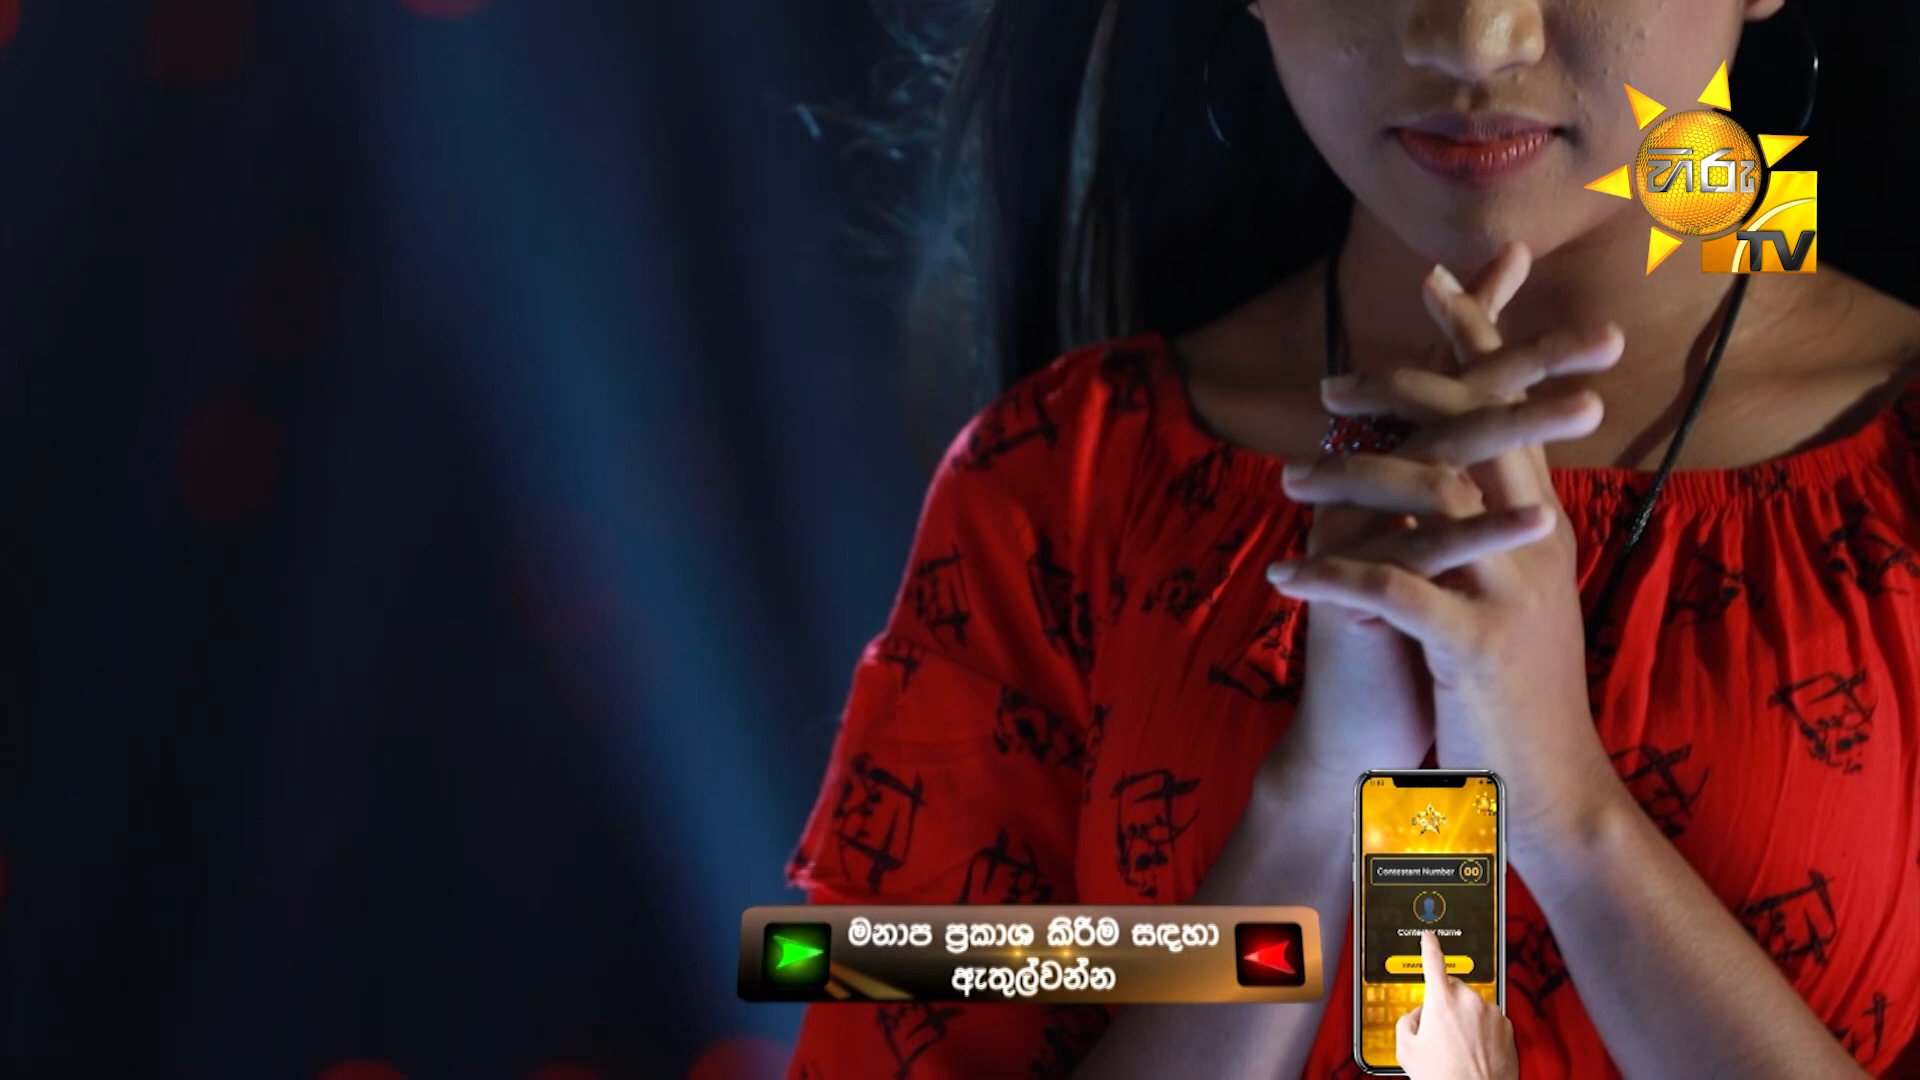 හිරු
TV
Contestant Number 00
මනාප ප්‍රකාශ කිරීම සඳහා
ඇතුල්වන්න